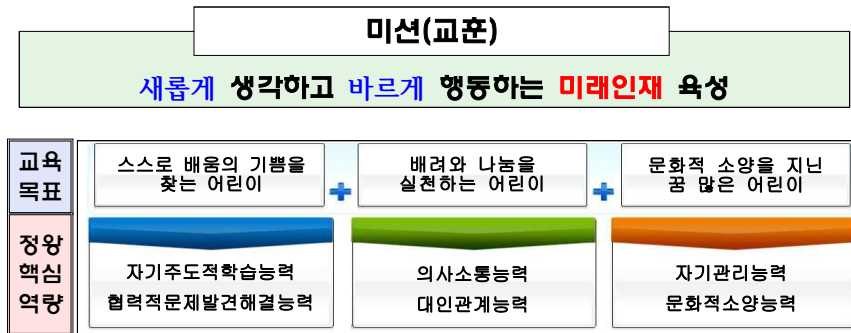 미션(교훈)
새롭게 생각하고 바르게 행동하는 미래인재 육성
교육
목표
스스로 배움의 기쁨을
찾는 어린이
+
배려와 나눔을
실천하는 어린이
+
문화적 소양을 지닌
꿈 많은 어린이
정왕
핵심
역량
자기주도적학습능력
협력적문제발견해결능력
의사소통능력
대인관계능력
자기관리능력
문화적소양능력